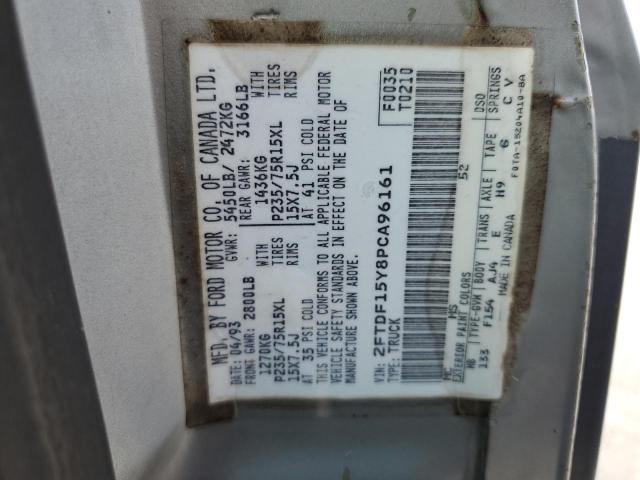 MFD. BY FORD MOTOR CO. OF CANADA LTD.
DATE: 04/93 GVWR: 5450LB/ 2472KG
FRONT GAWR: 2800LB REAR GAWR: 3166LB
1270KG WITH 1436KG WITH
P235/75R15XL TIRES P235/75R15XL TIRES
15X7.5J RIMS 15X7.5J RIMS
AT 35 PSI COLD AT 41 PSI COLD
THIS VEHICLE CONFORMS TO ALL APPLICABLE FEDERAL MOTOR
VEHICLE SAFETY STANDARDS IN EFFECT ON THE DATE OF
MANUFACTURE SHOWN ABOVE.
VIN: 2FTDF15Y8PCA96161 F0035
TYPE: TRUCK T0210
MC MS 52
EXTERIOR PAINT COLORS DSO
WB TYPE-GVW BODY TRANS AXLE TAPE SPRINGS
133 F154 AJ4 E H9 6 C V
MADE IN CANADA F0TA-15204A10-BA